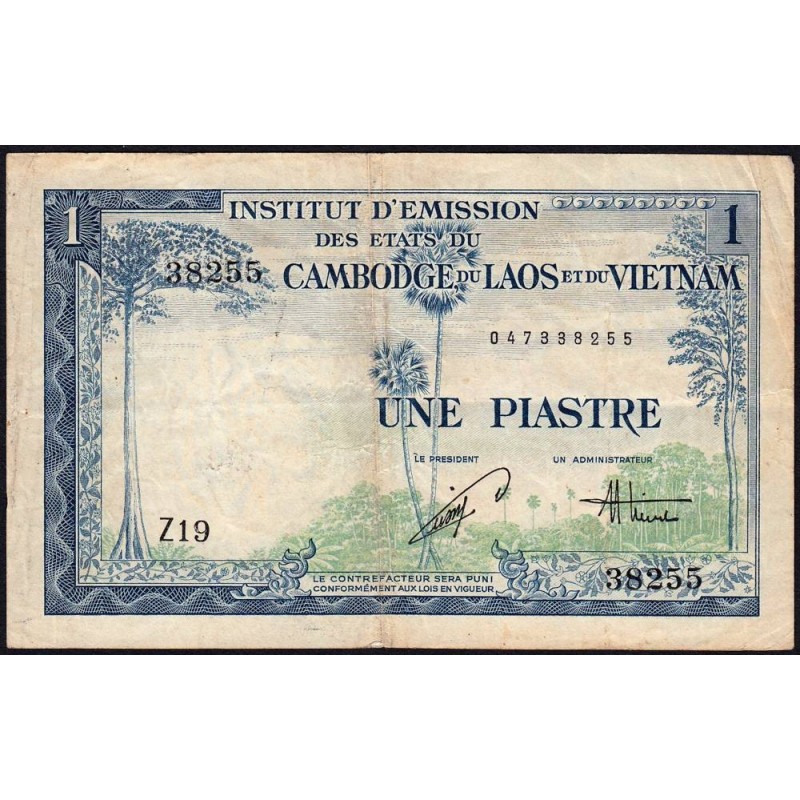 1
INSTITUT D'EMISSION
1
DES ETATS DU
38255
CAMBODGE, DU LAOS ET DU VIETNAM
047338255
UNE PIASTRE
LE PRESIDENT
UN ADMINISTRATEUR
Z19
38255
LE CONTREFACTEUR SERA PUNI
CONFORMÉMENT AUX LOIS EN VIGUEUR